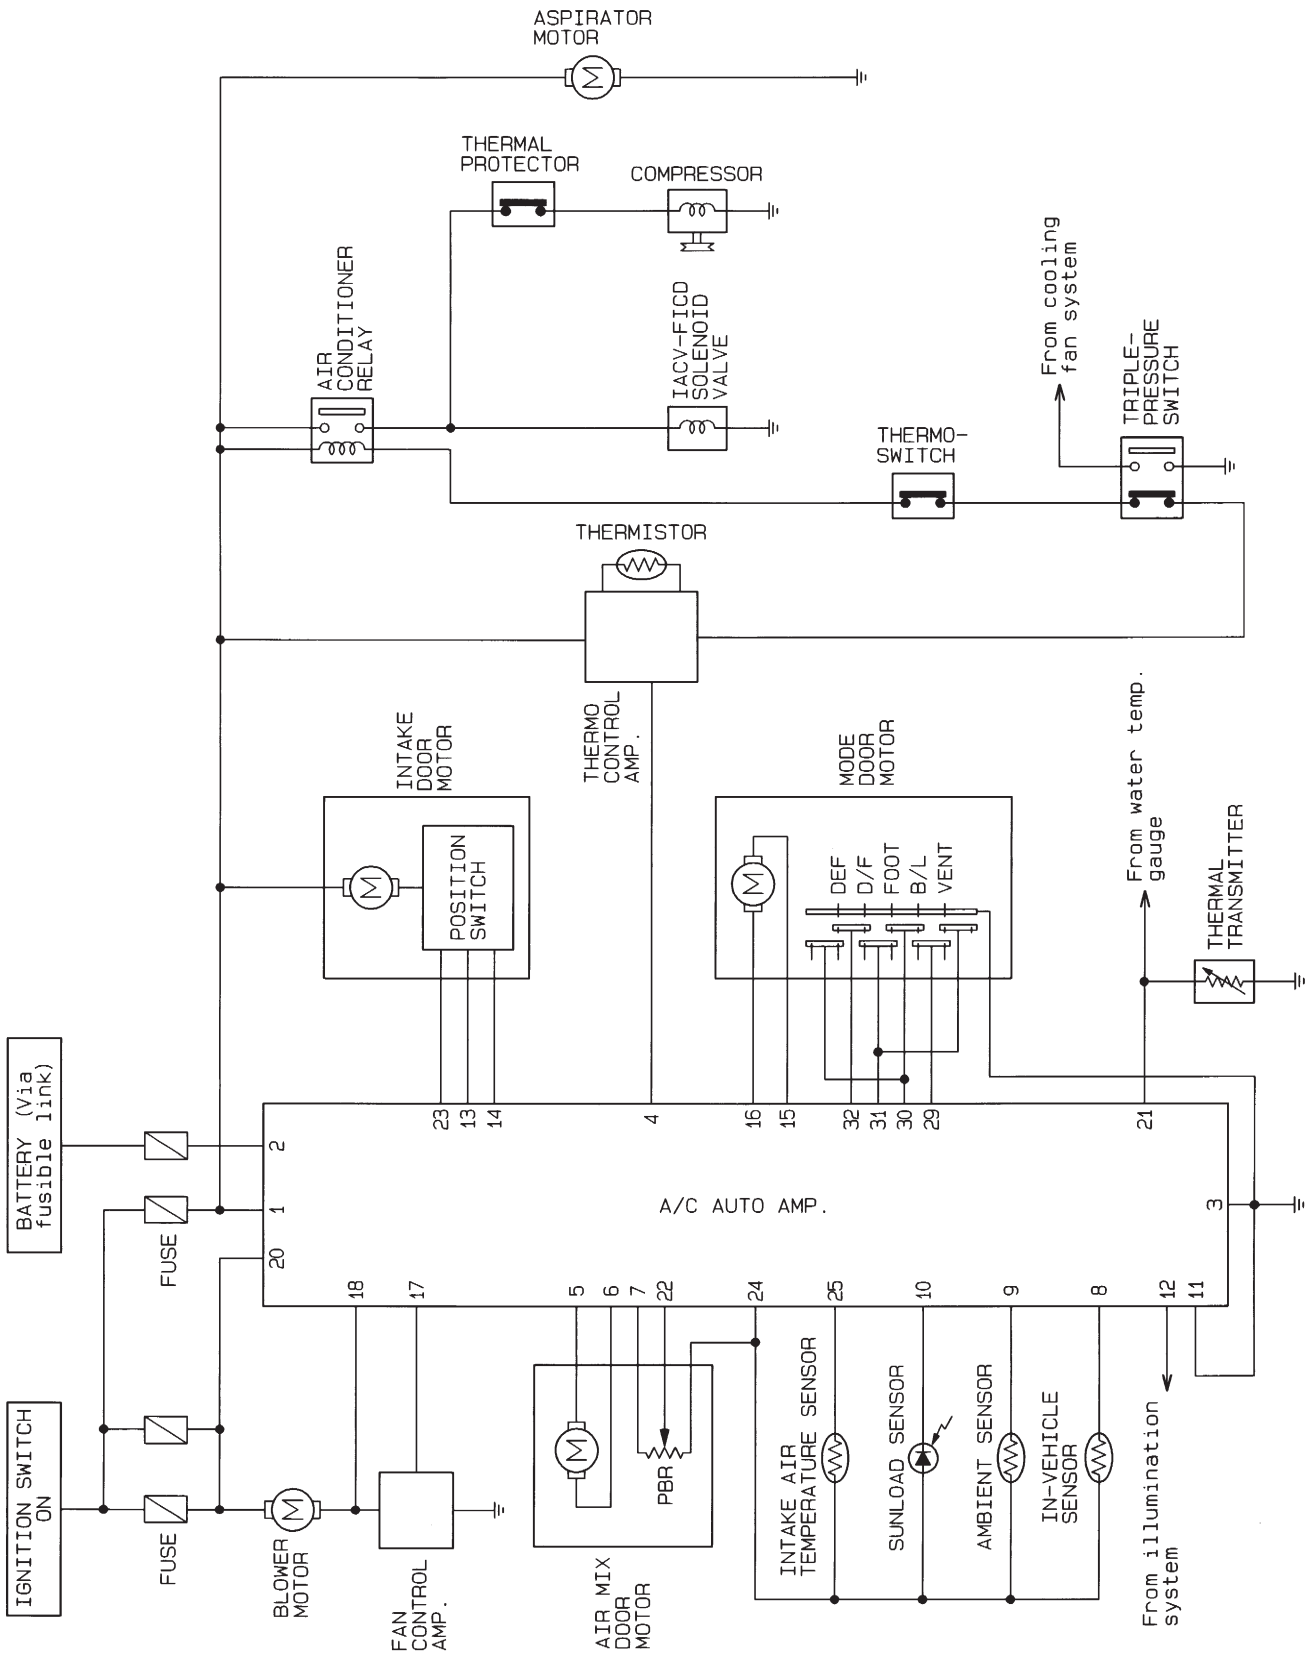 ASPIRATOR
MOTOR
M
THERMAL
PROTECTOR
COMPRESSOR
AIR
CONDITIONER
RELAY
IACV-FICD
SOLENOID
VALVE
From cooling
fan system
TRIPLE-
PRESSURE
SWITCH
THERMO-
SWITCH
THERMISTOR
THERMO
CONTROL
AMP.
INTAKE
DOOR
MOTOR
M
POSITION
SWITCH
MODE
DOOR
MOTOR
M
DEF
D/F
FOOT
B/L
VENT
From water temp.
gauge
THERMAL
TRANSMITTER
BATTERY (Via
fusible link)
FUSE
2
1
20
23
13
14
4
16
15
32
31
30
29
21
A/C AUTO AMP.
3
18
17
5
6
7
22
24
25
10
9
8
12
11
IGNITION SWITCH
ON
FUSE
M
BLOWER
MOTOR
FAN
CONTROL
AMP.
M
PBR
AIR MIX
DOOR
MOTOR
INTAKE AIR
TEMPERATURE SENSOR
SUNLOAD SENSOR
AMBIENT SENSOR
IN-VEHICLE
SENSOR
From illumination
system